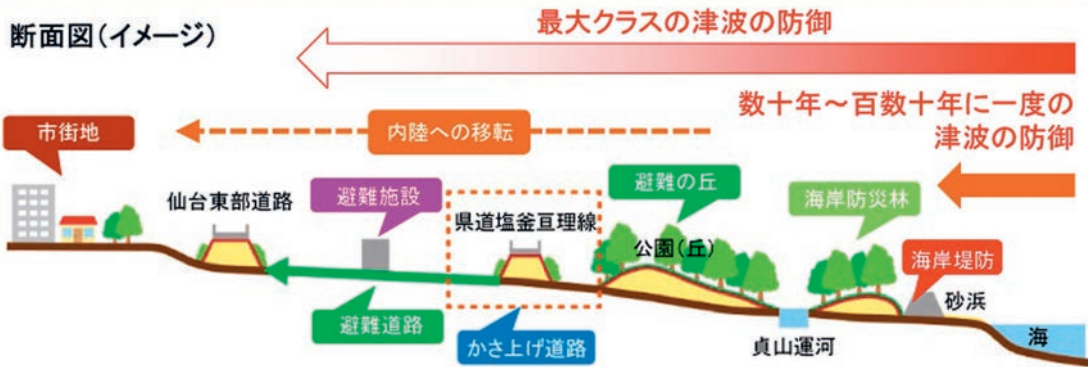 断面図(イメージ)
最大クラスの津波の防御
数十年～百数十年に一度の
津波の防御
市街地
内陸への移転
仙台東部道路
避難施設
県道塩釜亘理線
避難の丘
公園(丘)
海岸防災林
海岸堤防
砂浜
海
避難道路
かさ上げ道路
貞山運河